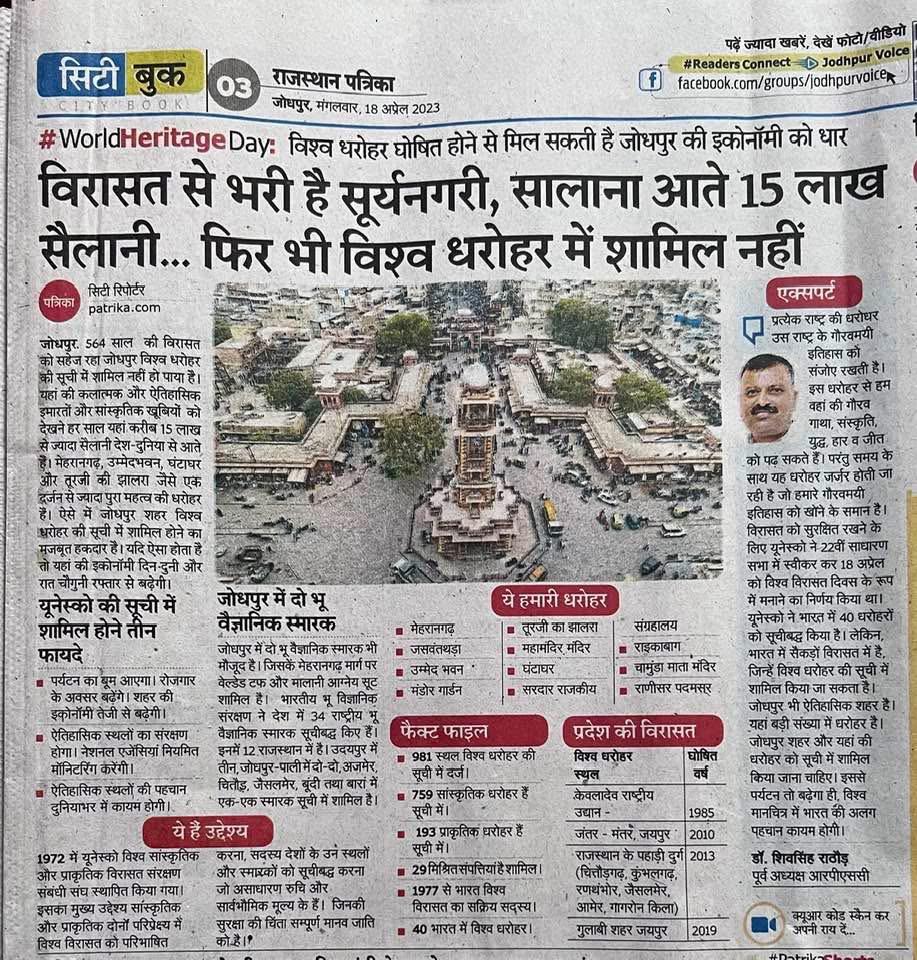 सिटी बुक
CITY BOOK
03
राजस्थान पत्रिका
जोधपुर, मंगलवार, 18 अप्रेल 2023
पढ़ें ज्यादा खबरें, देखें फोटो/वीडियो
#Readers Connect Jodhpur Voice
f facebook.com/groups/jodhpurvoice
#WorldHeritageDay: विश्व धरोहर घोषित होने से मिल सकती है जोधपुर की इकोनॉमी को धार
विरासत से भरी है सूर्यनगरी, सालाना आते 15 लाख
सैलानी... फिर भी विश्व धरोहर में शामिल नहीं
पत्रिका
सिटी रिपोर्टर
patrika.com
जोधपुर. 564 साल की विरासत
को सहेज रहा जोधपुर विश्व धरोहर
की सूची में शामिल नहीं हो पाया है।
यहां की कलात्मक और ऐतिहासिक
इमारतों और सांस्कृतिक खूबियों को
देखने हर साल यहां करीब 15 लाख
से ज्यादा सैलानी देश-दुनिया से आते
हैं। मेहरानगढ़, उम्मेदभवन, घंटाघर
और तूरजी की झालरा जैसे एक
दर्जन से ज्यादा पुरा महत्व की धरोहर
है। ऐसे में जोधपुर शहर विश्व
धरोहर की सूची में शामिल होने का
मजबूत हकदार है। यदि ऐसा होता है
तो यहां की इकोनॉमी दिन-दुनी और
रात चौगुनी रफ्तार से बढ़ेगी।
यूनेस्को की सूची में
शामिल होने तीन
फायदे
पर्यटन का बूम आएगा। रोजगार
के अवसर बढ़ेंगे। शहर की
इकोनॉमी तेजी से बढ़ेगी।
ऐतिहासिक स्थलों का संरक्षण
होगा। नेशनल एजेंसियां नियमित
मॉनिटरिंग करेंगी।
ऐतिहासिक स्थलों की पहचान
दुनियाभर में कायम होगी।
जोधपुर में दो भू
वैज्ञानिक स्मारक
जोधपुर में दो भू वैज्ञानिक स्मारक भी
मौजूद है। जिसके मेहरानगढ़ मार्ग पर
वेल्डेड टफ और मालानी आग्नेय सूट
शामिल है। भारतीय भू विज्ञानिक
संरक्षण ने देश में 34 राष्ट्रीय भू
वैज्ञानिक स्मारक सूचीबद्ध किए हैं।
इनमें 12 राजस्थान में है। उदयपुर में
तीन, जोधपुर-पाली में दो-दो, अजमेर,
चितौड़, जैसलमेर, बूंदी तथा बारां में
एक-एक स्मारक सूची में शामिल है।
ये हैं उद्देश्य
1972 में यूनेस्को विश्व सांस्कृतिक
और प्राकृतिक विरासत संरक्षण
संबंधी संघ स्थापित किया गया।
इसका मुख्य उद्देश्य सांस्कृतिक
और प्राकृतिक दोनों परिप्रेक्ष्य में
विश्व विरासत को परिभाषित
करना, सदस्य देशों के उन स्थलों
और स्मारकों को सूचीबद्ध करना
जो असाधारण रुचि और
सार्वभौमिक मूल्य के हैं। जिनकी
सुरक्षा की चिंता सम्पूर्ण मानव जाति
को है।
ये हमारी धरोहर
मेहरानगढ़
जसवंतथड़ा
उम्मेद भवन
मंडोर गार्डन
तूरजी का झालरा
महामंदिर मंदिर
घंटाघर
सरदार राजकीय
संग्रहालय
राइकाबाग
चामुंडा माता मंदिर
राणीसर पदमसर
फैक्ट फाइल
981 स्थल विश्व धरोहर की
सूची में दर्ज।
759 सांस्कृतिक धरोहर हैं
सूची में।
193 प्राकृतिक धरोहर हैं
सूची में।
29 मिश्रित संपत्तियां है शामिल।
1977 से भारत विश्व
विरासत का सक्रिय सदस्य।
40 भारत में विश्व धरोहर।
प्रदेश की विरासत
विश्व धरोहर घोषित
स्थल वर्ष
केवलादेव राष्ट्रीय
उद्यान - 1985
जंतर - मंतर, जयपुर 2010
राजस्थान के पहाड़ी दुर्ग 2013
(चित्तौड़गढ़, कुंभलगढ़,
रणथंभोर, जैसलमेर,
आमेर, गागरोन किला)
गुलाबी शहर जयपुर 2019
एक्सपर्ट
प्रत्येक राष्ट्र की धरोधर
उस राष्ट्र के गौरवमयी
इतिहास को
संजोए रखती है।
इस धरोहर से हम
वहां की गौरव
गाथा, संस्कृति,
युद्ध, हार व जीत
को पढ़ सकते हैं। परंतु समय के
साथ यह धरोहर जर्जर होती जा
रही है जो हमारे गौरवमयी
इतिहास को खोने के समान है।
विरासत को सुरक्षित रखने के
लिए यूनेस्को ने 22वीं साधारण
सभा में स्वीकर कर 18 अप्रेल
को विश्व विरासत दिवस के रूप
में मनाने का निर्णय किया था।
यूनेस्को ने भारत में 40 धरोहरों
को सूचीबद्ध किया है। लेकिन,
भारत में सैकड़ों विरासत में है,
जिन्हें विश्व धरोहर की सूची में
शामिल किया जा सकता है।
जोधपुर भी ऐतिहासिक शहर है।
यहां बड़ी संख्या में धरोहर है।
जोधपुर शहर और यहां की
धरोहर को सूची में शामिल
किया जाना चाहिए। इससे
पर्यटन तो बढ़ेगा ही, विश्व
मानचित्र में भारत की अलग
पहचान कायम होगी।
डॉ. शिवसिंह राठौड़
पूर्व अध्यक्ष आरपीएससी
क्यूआर कोड स्कैन कर
अपनी राय दें...